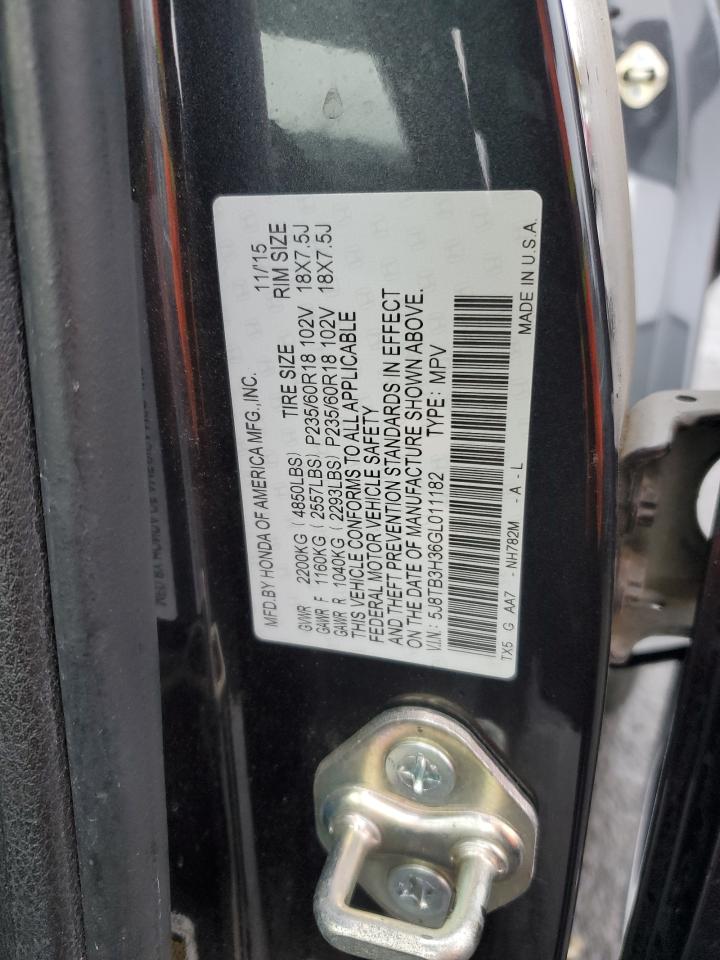 MFD.BY HONDA OF AMERICA MFG.,INC. 11/'15
TIRE SIZE RIM SIZE
GVWR 2200KG (4850LBS)
GAWR F 1160KG (2557LBS) P235/60R18 102V 18X7.5J
GAWR R 1040KG (2293LBS) P235/60R18 102V 18X7.5J
THIS VEHICLE CONFORMS TO ALL APPLICABLE
FEDERAL MOTOR VEHICLE SAFETY
AND THEFT PREVENTION STANDARDS IN EFFECT
ON THE DATE OF MANUFACTURE SHOWN ABOVE.
V.I.N.: 5J8TB3H36GL011182 TYPE: MPV
TX5 G AA7 -NH782M -A -L MADE IN U.S.A.